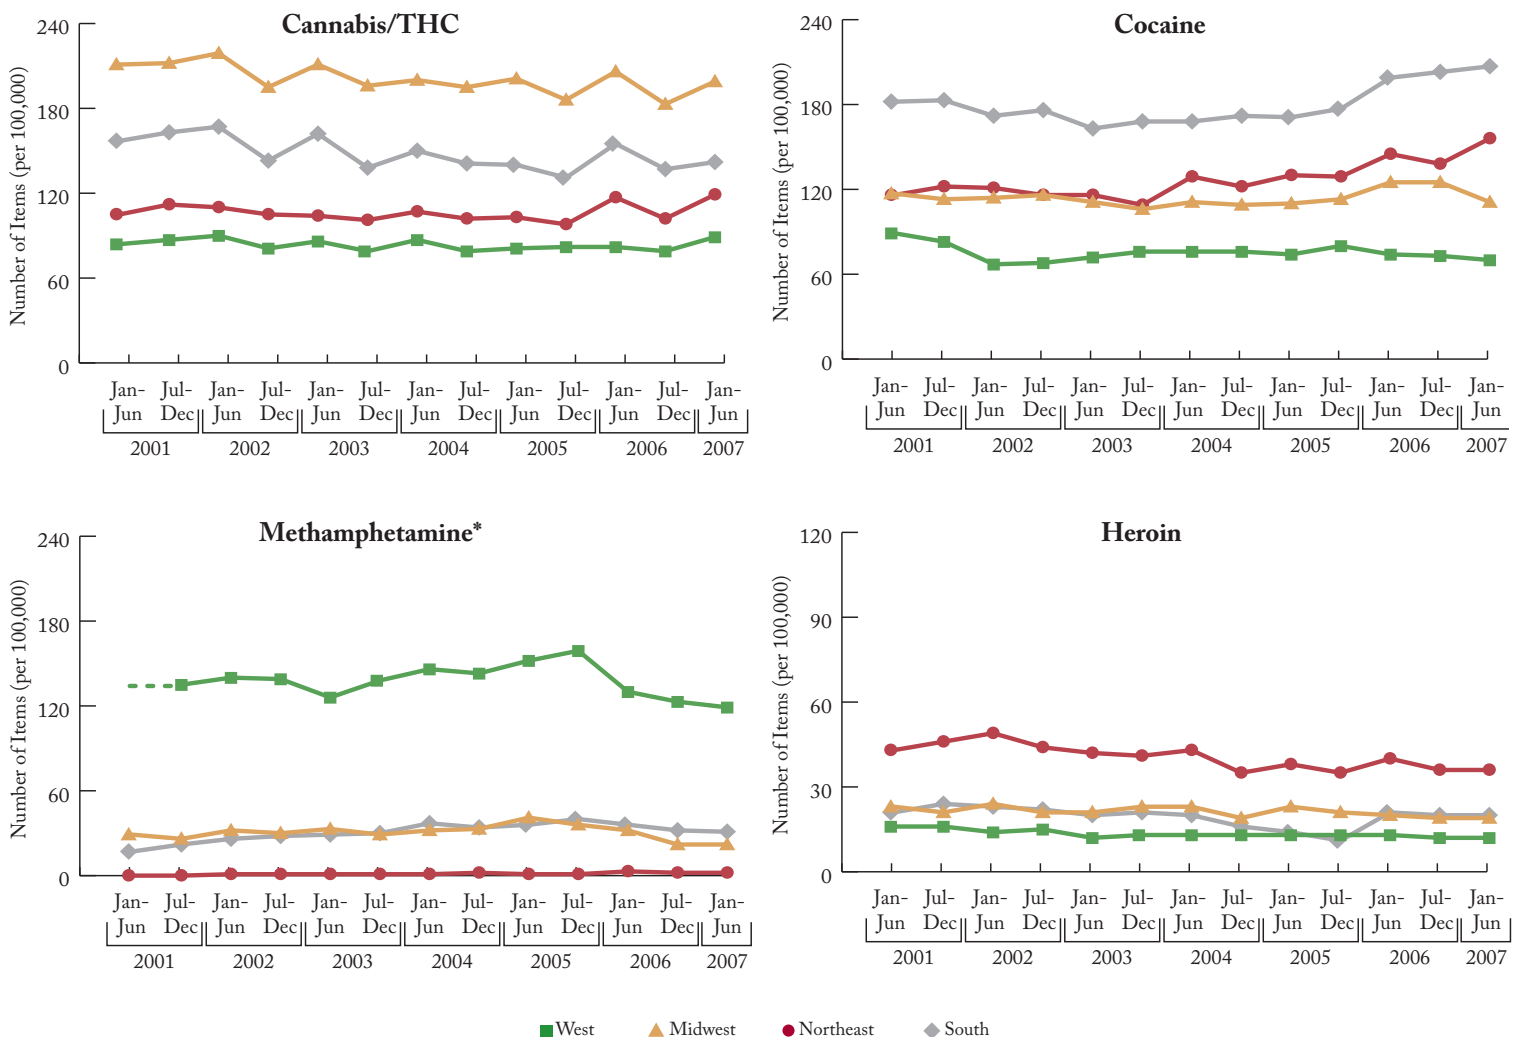 Cannabis/THC
Number of Items (per 100,000)
240
180
120
60
0
Jan- Jul- Jan- Jul- Jan- Jul- Jan- Jul- Jan- Jul- Jan- Jul- Jan-
Jun Dec Jun Dec Jun Dec Jun Dec Jun Dec Jun Dec Jun
2001 2002 2003 2004 2005 2006 2007
Cocaine
Number of Items (per 100,000)
240
180
120
60
0
Jan- Jul- Jan- Jul- Jan- Jul- Jan- Jul- Jan- Jul- Jan- Jul- Jan-
Jun Dec Jun Dec Jun Dec Jun Dec Jun Dec Jun Dec Jun
2001 2002 2003 2004 2005 2006 2007
Methamphetamine*
Number of Items (per 100,000)
240
180
120
60
0
Jan- Jul- Jan- Jul- Jan- Jul- Jan- Jul- Jan- Jul- Jan- Jul- Jan-
Jun Dec Jun Dec Jun Dec Jun Dec Jun Dec Jun Dec Jun
2001 2002 2003 2004 2005 2006 2007
Heroin
Number of Items (per 100,000)
120
90
60
30
0
Jan- Jul- Jan- Jul- Jan- Jul- Jan- Jul- Jan- Jul- Jan- Jul- Jan-
Jun Dec Jun Dec Jun Dec Jun Dec Jun Dec Jun Dec Jun
2001 2002 2003 2004 2005 2006 2007
West Midwest Northeast South